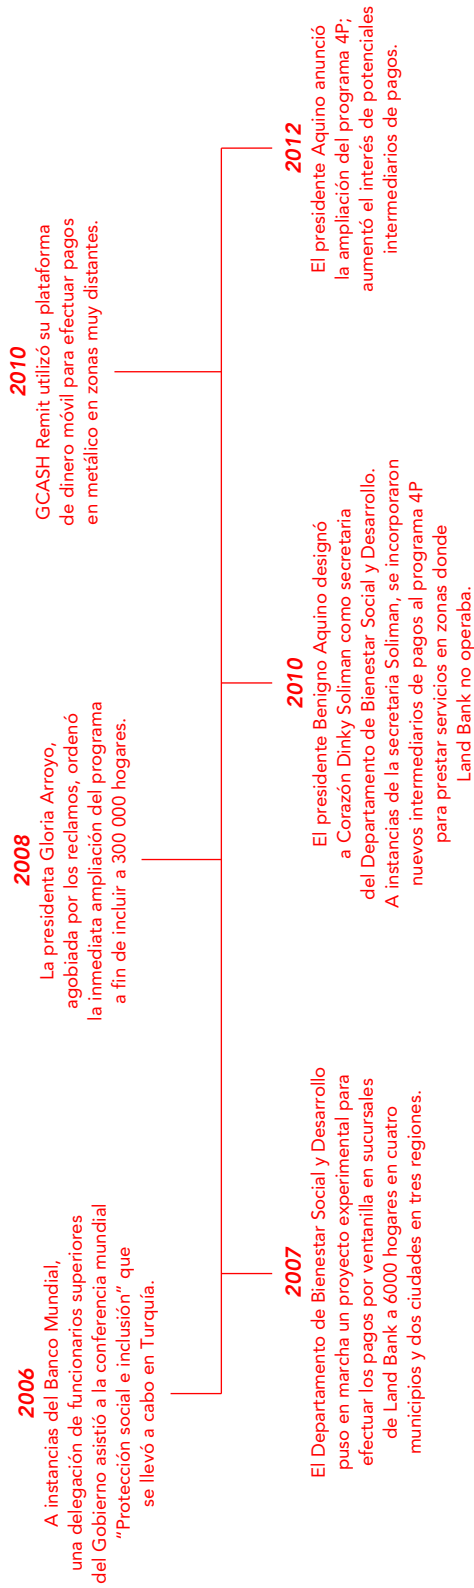 2006
A instancias del Banco Mundial,
una delegación de funcionarios superiores
del Gobierno asistió a la conferencia mundial
“Protección social e inclusión” que
se llevó a cabo en Turquía.
2007
El Departamento de Bienestar Social y Desarrollo
puso en marcha un proyecto experimental para
efectuar los pagos por ventanilla en sucursales
de Land Bank a 6000 hogares en cuatro
municipios y dos ciudades en tres regiones.
2008
La presidenta Gloria Arroyo,
agobiada por los reclamos, ordenó
la inmediata ampliación del programa
a fin de incluir a 300 000 hogares.
2010
El presidente Benigno Aquino designó
a Corazón Dinky Soliman como secretaria
del Departamento de Bienestar Social y Desarrollo.
A instancias de la secretaria Soliman, se incorporaron
nuevos intermediarios de pagos al programa 4P
para prestar servicios en zonas donde
Land Bank no operaba.
2010
GCASH Remit utilizó su plataforma
de dinero móvil para efectuar pagos
en metálico en zonas muy distantes.
2012
El presidente Aquino anunció
la ampliación del programa 4P;
aumentó el interés de potenciales
intermediarios de pagos.